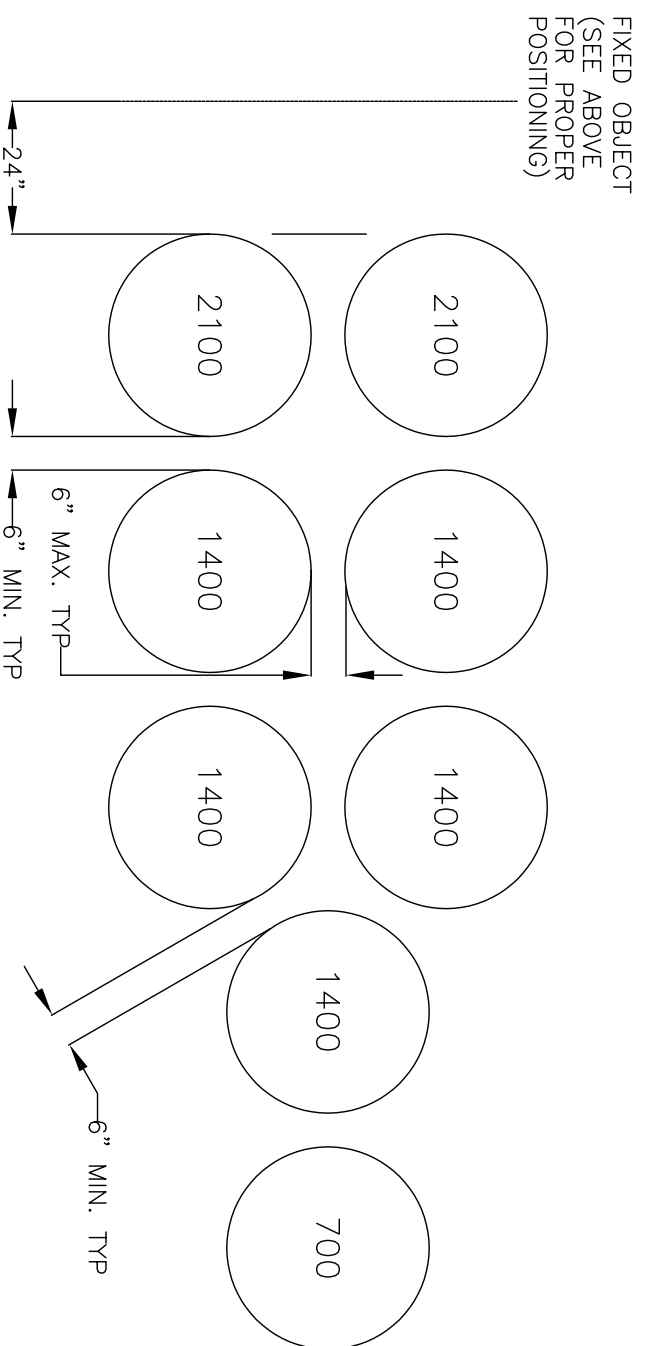 FIXED OBJECT
(SEE ABOVE
FOR PROPER
POSITIONING)
2100
1400
1400
2100
1400
1400
1400
700
24”
6” MAX. TYP
6” MIN. TYP
6” MIN. TYP